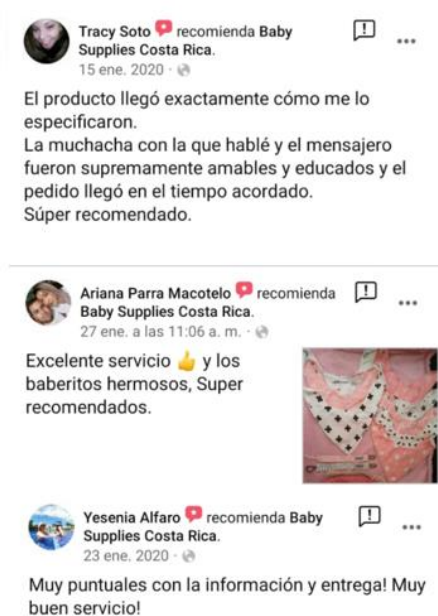 Tracy Soto recomienda Baby
Supplies Costa Rica.
15 ene. 2020 ·
El producto llegó exactamente cómo me lo
especificaron.
La muchacha con la que hablé y el mensajero
fueron supremamente amables y educados y el
pedido llegó en el tiempo acordado.
Súper recomendado.
Ariana Parra Macotelo recomienda
Baby Supplies Costa Rica.
27 ene. a las 11:06 a. m. ·
Excelente servicio 👍 y los
baberitos hermosos, Super
recomendados.
Yesenia Alfaro recomienda Baby
Supplies Costa Rica.
23 ene. 2020 ·
Muy puntuales con la información y entrega! Muy
buen servicio!